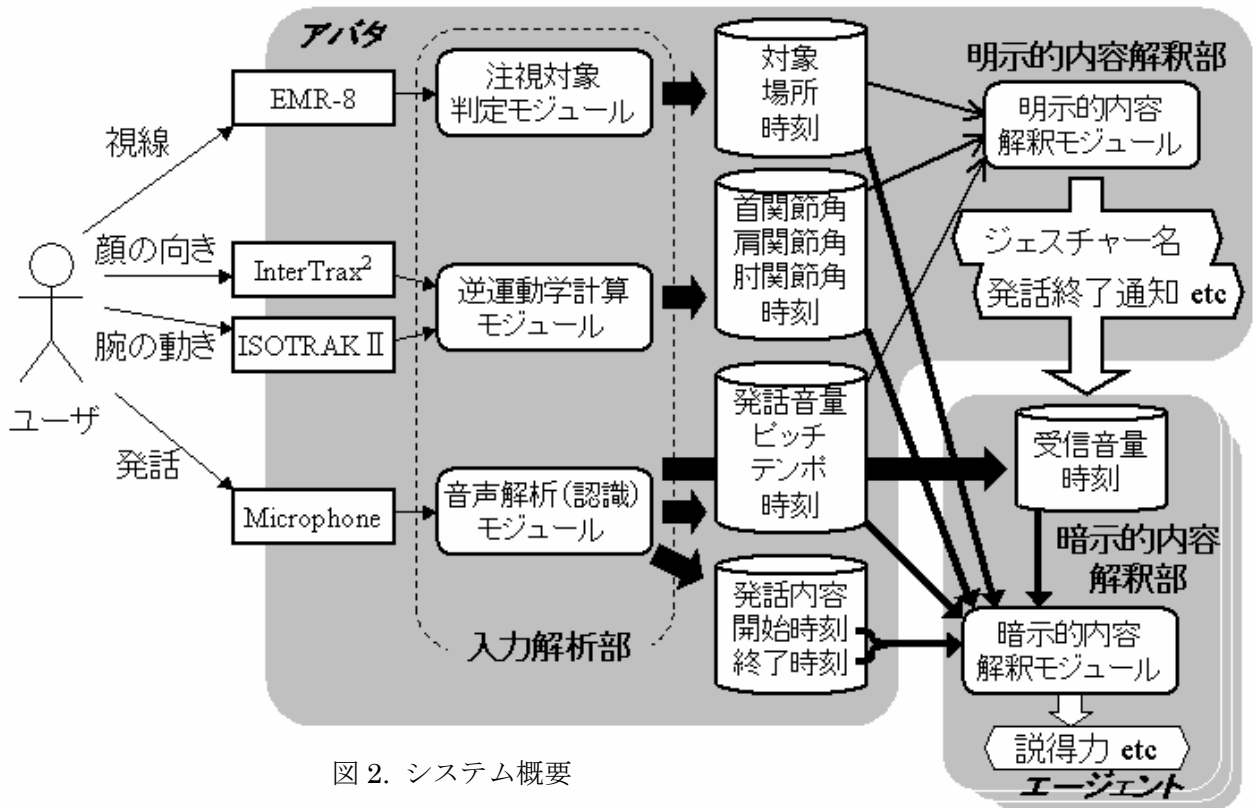 アバタ
EMR-8
注視対象
判定モジュール
対象
場所
時刻
明示的内容解釈部
明示的内容
解釈モジュール
視線
顔の向き
InterTrax²
腕の動き
ISOTRAKⅡ
逆運動学計算
モジュール
首関節角
肩関節角
肘関節角
時刻
ジェスチャー名
発話終了通知 etc
ユーザ
発話
Microphone
音声解析(認識)
モジュール
発話音量
ピッチ
テンポ
時刻
受信音量
時刻
暗示的内容
解釈部
入力解析部
発話内容
開始時刻
終了時刻
暗示的内容
解釈モジュール
説得力 etc
エージェント
図 2. システム概要